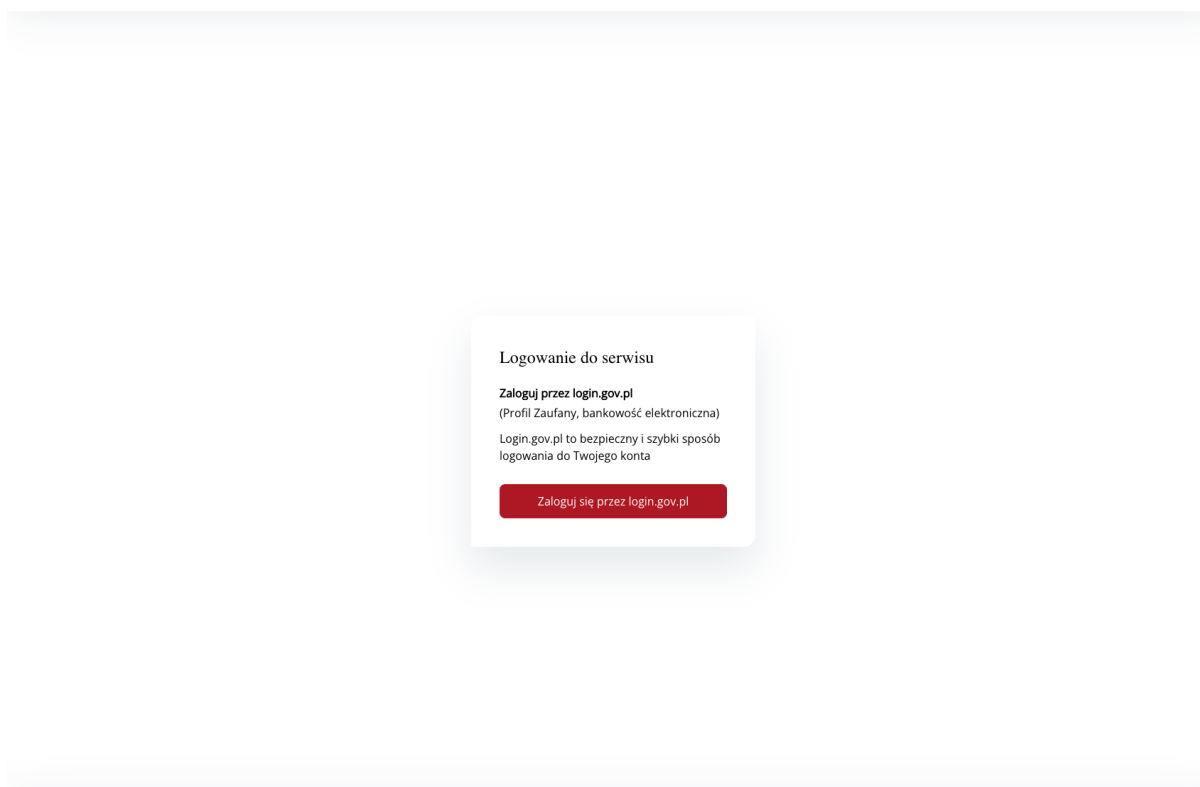 Logowanie do serwisu
Zaloguj przez login.gov.pl
(Profil Zaufany, bankowość elektroniczna)
Login.gov.pl to bezpieczny i szybki sposób
logowania do Twojego konta
Zaloguj się przez login.gov.pl